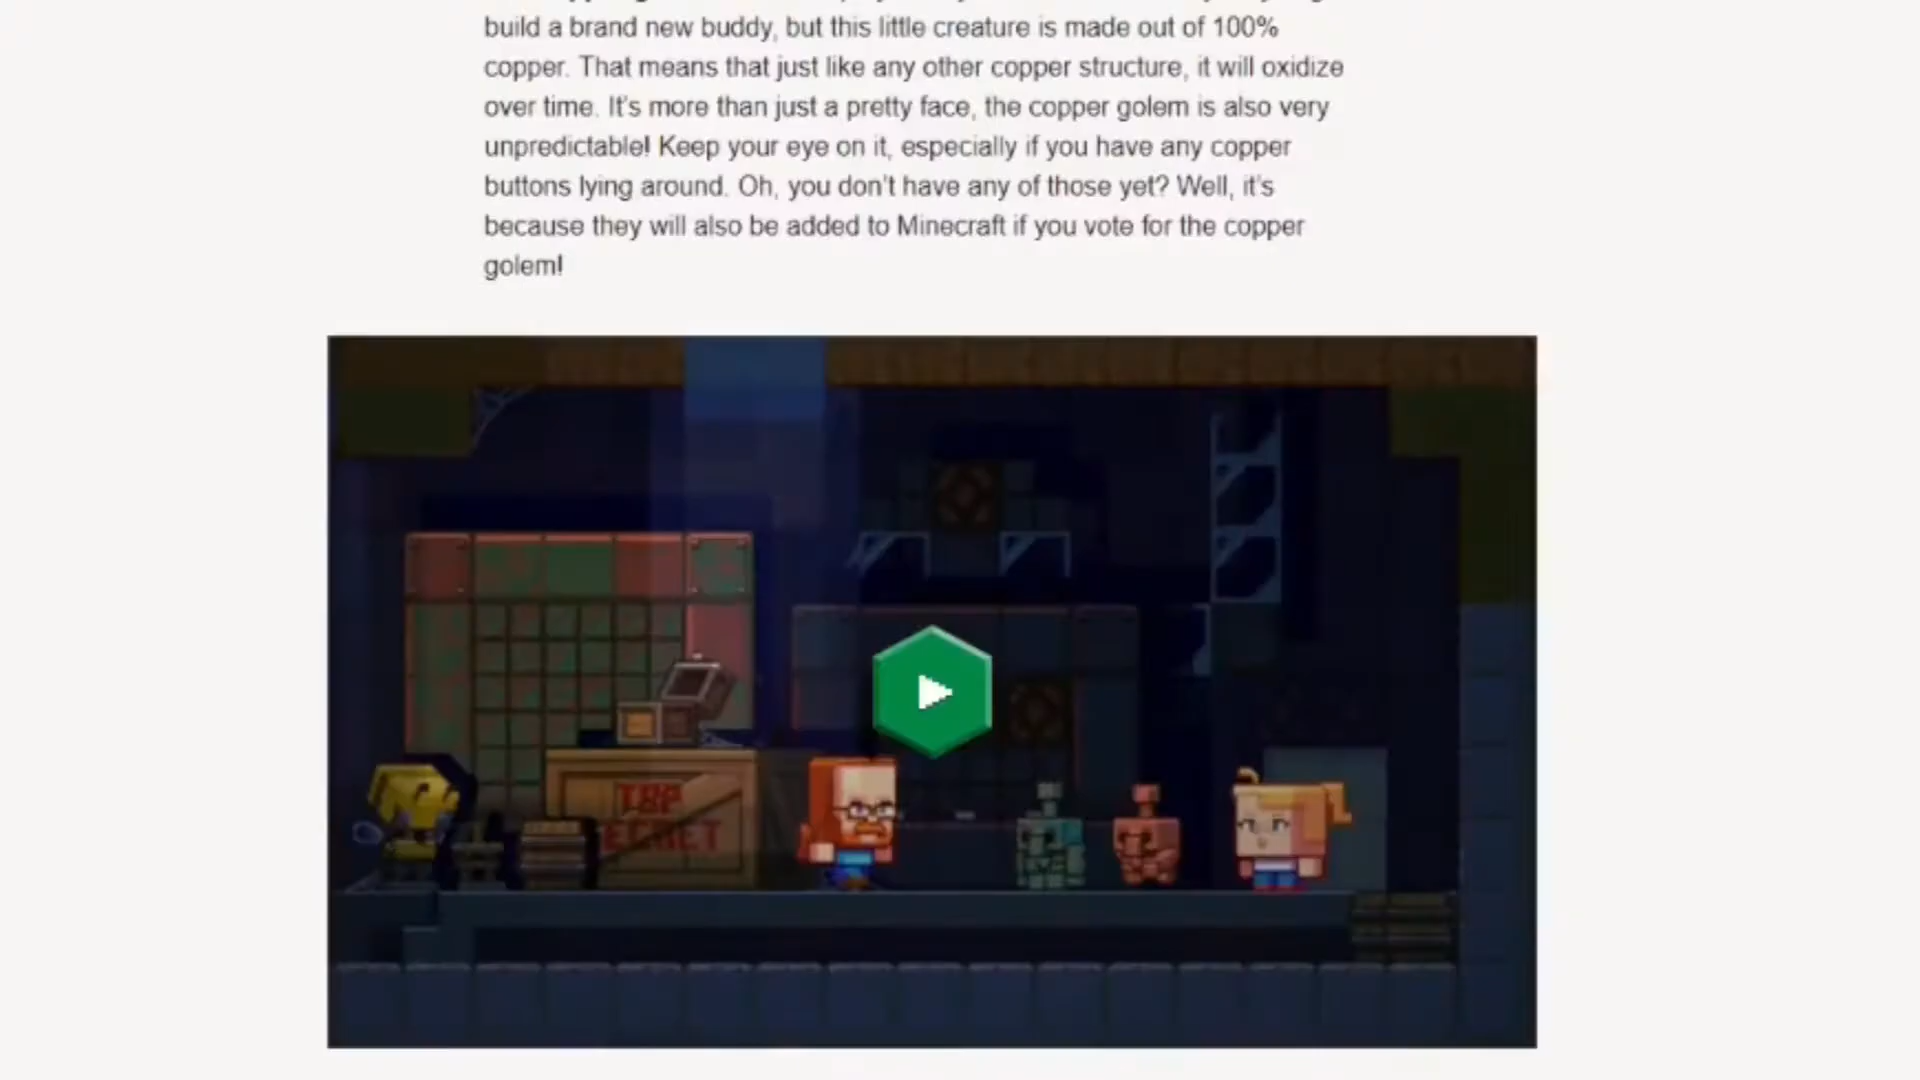 build a brand new buddy, but this little creature is made out of 100%
copper. That means that just like any other copper structure, it will oxidize
over time. It's more than just a pretty face, the copper golem is also very
unpredictable! Keep your eye on it, especially if you have any copper
buttons lying around. Oh, you don't have any of those yet? Well, it's
because they will also be added to Minecraft if you vote for the copper
golem!
TOP
SECRET